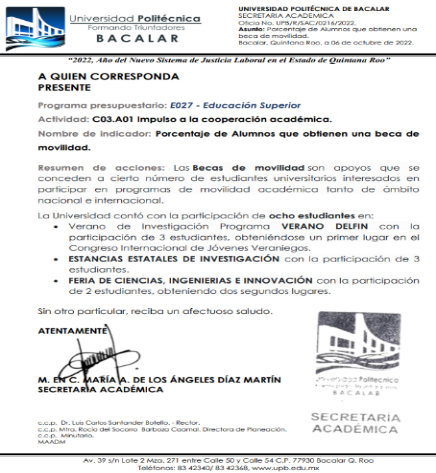 Universidad Politécnica
Formando Triunfadores
BACALAR
UNIVERSIDAD POLITÉCNICA DE BACALAR
SECRETARÍA ACADÉMICA
Oficio No. UPB/R/SAC/0216/2022.
Asunto: Porcentaje de Alumnos que obtienen una
beca de movilidad.
Bacalar, Quintana Roo, a 06 de octubre de 2022.
"2022, Año del Nuevo Sistema de Justicia Laboral en el Estado de Quintana Roo"
A QUIEN CORRESPONDA
PRESENTE
Programa presupuestario: E027 - Educación Superior
Actividad: C03.A01 Impulso a la cooperación académica.
Nombre de indicador: Porcentaje de Alumnos que obtienen una beca de
movilidad.
Resumen de acciones: Las Becas de movilidad son apoyos que se
conceden a cierto número de estudiantes universitarios interesados en
participar en programas de movilidad académica tanto de ámbito
nacional e internacional.
La Universidad contó con la participación de ocho estudiantes en:
• Verano de Investigación Programa VERANO DELFIN con la
participación de 3 estudiantes, obteniéndose un primer lugar en el
Congreso Internacional de Jóvenes Veraniegos.
• ESTANCIAS ESTATALES DE INVESTIGACIÓN con la participación de 3
estudiantes.
• FERIA DE CIENCIAS, INGENIERIAS E INNOVACIÓN con la participación
de 2 estudiantes, obteniendo dos segundos lugares.
Sin otro particular, reciba un afectuoso saludo.
ATENTAMENTE
M. EN C. MARÍA A. DE LOS ÁNGELES DÍAZ MARTÍN
SECRETARIA ACADÉMICA
Universidad Politécnica
BACALAR
SECRETARIA
ACADÉMICA
c.c.p. Dr. Luis Carlos Santander Botello, - Rector.
c.c.p. Mtra. Rocío del Socorro Barboza Caamal, Directora de Planeación.
c.c.p. Minutario.
MAADM
Av. 39 s/n Lote 2 Mza. 271 entre Calle 50 y Calle 54 C.P. 77930 Bacalar Q. Roo
Teléfonos: 83 42340/ 83 42368, www.upb.edu.mx